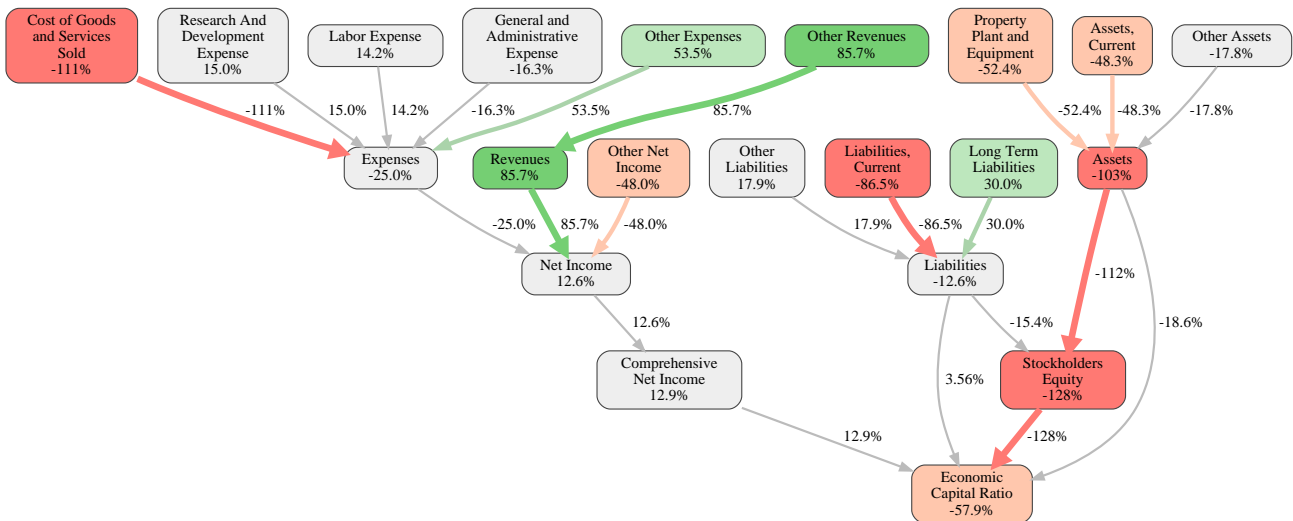 Cost of Goods
and Services
Sold
-111%
Research And
Development
Expense
15.0%
Labor Expense
14.2%
General and
Administrative
Expense
-16.3%
Other Expenses
53.5%
Other Revenues
85.7%
Property
Plant and
Equipment
-52.4%
Assets,
Current
-48.3%
Other Assets
-17.8%
-111%
15.0%
14.2%
-16.3%
53.5%
85.7%
-52.4%
-48.3%
-17.8%
Expenses
-25.0%
Revenues
85.7%
Other Net
Income
-48.0%
Other
Liabilities
17.9%
Liabilities,
Current
-86.5%
Long Term
Liabilities
30.0%
Assets
-103%
-25.0%
85.7%
-48.0%
17.9%
-86.5%
30.0%
Net Income
12.6%
Liabilities
-12.6%
-112%
12.6%
-15.4%
-18.6%
Comprehensive
Net Income
12.9%
3.56%
Stockholders
Equity
-128%
12.9%
-128%
Economic
Capital Ratio
-57.9%